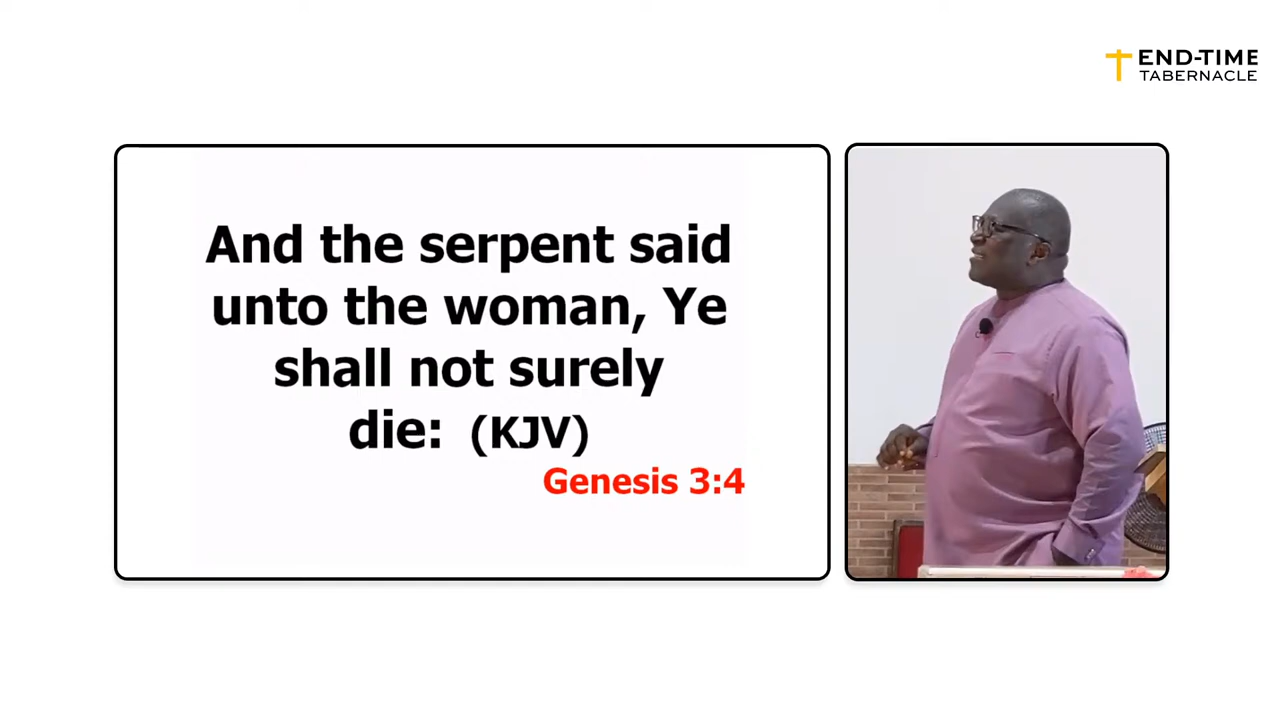 END-TIME
TABERNACLE
And the serpent said
unto the woman, Ye
shall not surely
die: (KJV)
Genesis 3:4